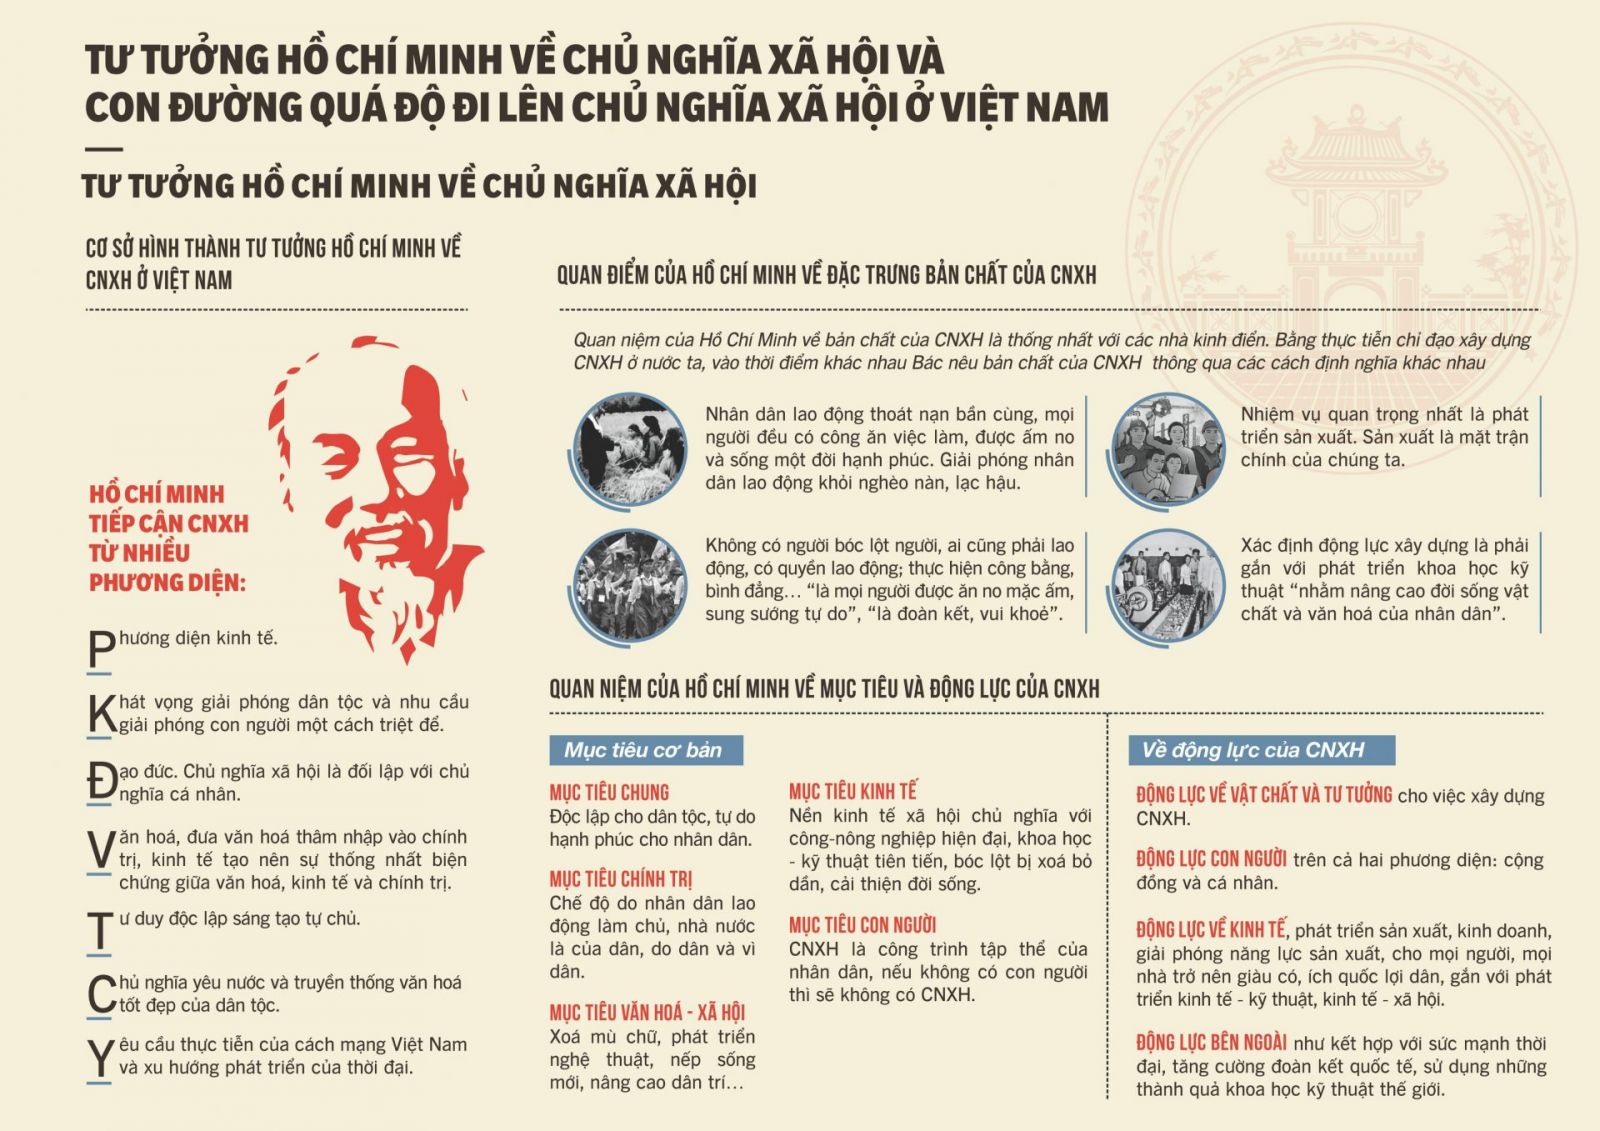 TƯ TƯỞNG HỒ CHÍ MINH VỀ CHỦ NGHĨA XÃ HỘI VÀ
CON ĐƯỜNG QUÁ ĐỘ ĐI LÊN CHỦ NGHĨA XÃ HỘI Ở VIỆT NAM
TƯ TƯỞNG HỒ CHÍ MINH VỀ CHỦ NGHĨA XÃ HỘI
CƠ SỞ HÌNH THÀNH TƯ TƯỞNG HỒ CHÍ MINH VỀ
CNXH Ở VIỆT NAM
HỒ CHÍ MINH
TIẾP CẬN CNXH
TỪ NHIỀU
PHƯƠNG DIỆN:
Phương diện kinh tế.
Khát vọng giải phóng dân tộc và nhu cầu
giải phóng con người một cách triệt để.
Đạo đức. Chủ nghĩa xã hội là đối lập với chủ
nghĩa cá nhân.
Văn hoá, đưa văn hoá thâm nhập vào chính
trị, kinh tế tạo nên sự thống nhất biện
chứng giữa văn hoá, kinh tế và chính trị.
Tư duy độc lập sáng tạo tự chủ.
Chủ nghĩa yêu nước và truyền thống văn hoá
tốt đẹp của dân tộc.
Yêu cầu thực tiễn của cách mạng Việt Nam
và xu hướng phát triển của thời đại.
QUAN ĐIỂM CỦA HỒ CHÍ MINH VỀ ĐẶC TRƯNG BẢN CHẤT CỦA CNXH
Quan niệm của Hồ Chí Minh về bản chất của CNXH là thống nhất với các nhà kinh điển. Bằng thực tiễn chỉ đạo xây dựng
CNXH ở nước ta, vào thời điểm khác nhau Bác nêu bản chất của CNXH thông qua các cách định nghĩa khác nhau
Nhân dân lao động thoát nạn bần cùng, mọi
người đều có công ăn việc làm, được ấm no
và sống một đời hạnh phúc. Giải phóng nhân
dân lao động khỏi nghèo nàn, lạc hậu.
Nhiệm vụ quan trọng nhất là phát
triển sản xuất. Sản xuất là mặt trận
chính của chúng ta.
Không có người bóc lột người, ai cũng phải lao
động, có quyền lao động; thực hiện công bằng,
bình đẳng... “là mọi người được ăn no mặc ấm,
sung sướng tự do”, “là đoàn kết, vui khoẻ”.
Xác định động lực xây dựng là phải
gắn với phát triển khoa học kỹ
thuật “nhằm nâng cao đời sống vật
chất và văn hoá của nhân dân”.
QUAN NIỆM CỦA HỒ CHÍ MINH VỀ MỤC TIÊU VÀ ĐỘNG LỰC CỦA CNXH
Mục tiêu cơ bản
MỤC TIÊU CHUNG
Độc lập cho dân tộc, tự do
hạnh phúc cho nhân dân.
MỤC TIÊU CHÍNH TRỊ
Chế độ do nhân dân lao
động làm chủ, nhà nước
là của dân, do dân và vì
dân.
MỤC TIÊU VĂN HOÁ - XÃ HỘI
Xoá mù chữ, phát triển
nghệ thuật, nếp sống
mới, nâng cao dân trí...
MỤC TIÊU KINH TẾ
Nền kinh tế xã hội chủ nghĩa với
công-nông nghiệp hiện đại, khoa học
- kỹ thuật tiên tiến, bóc lột bị xoá bỏ
dần, cải thiện đời sống.
MỤC TIÊU CON NGƯỜI
CNXH là công trình tập thể của
nhân dân, nếu không có con người
thì sẽ không có CNXH.
Về động lực của CNXH
ĐỘNG LỰC VỀ VẬT CHẤT VÀ TƯ TƯỞNG cho việc xây dựng
CNXH.
ĐỘNG LỰC CON NGƯỜI trên cả hai phương diện: cộng
đồng và cá nhân.
ĐỘNG LỰC VỀ KINH TẾ, phát triển sản xuất, kinh doanh,
giải phóng năng lực sản xuất, cho mọi người, mọi
nhà trở nên giàu có, ích quốc lợi dân, gắn với phát
triển kinh tế - kỹ thuật, kinh tế - xã hội.
ĐỘNG LỰC BÊN NGOÀI như kết hợp với sức mạnh thời
đại, tăng cường đoàn kết quốc tế, sử dụng những
thành quả khoa học kỹ thuật thế giới.